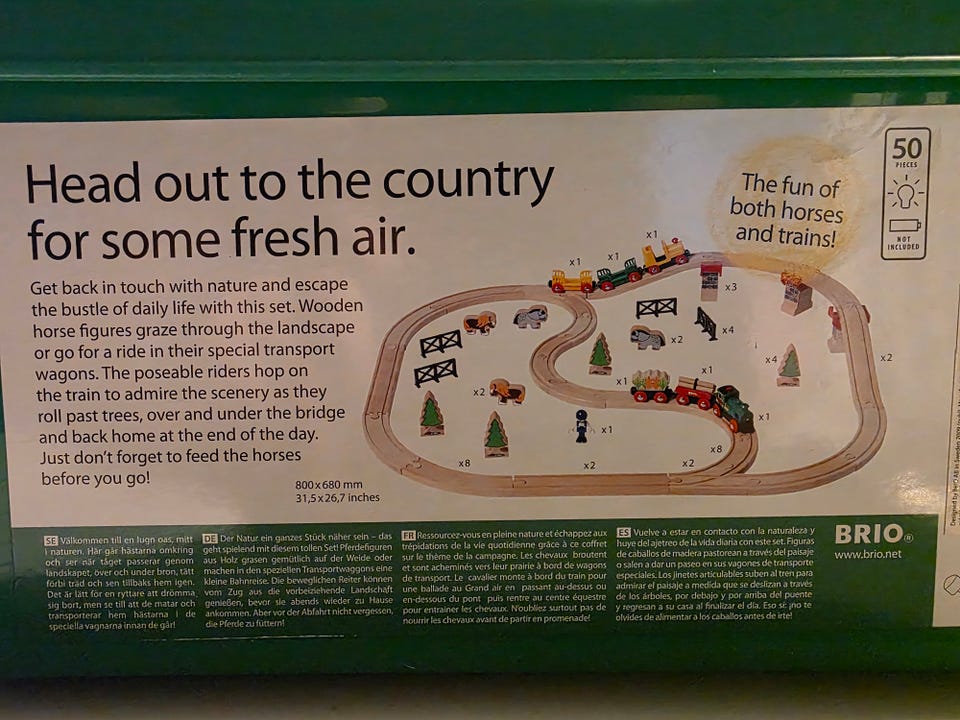 Head out to the country
for some fresh air.
Get back in touch with nature and escape
the bustle of daily life with this set. Wooden
horse figures graze through the landscape
or go for a ride in their special transport
wagons. The poseable riders hop on
the train to admire the scenery as they
roll past trees, over and under the bridge
and back home at the end of the day.
Just don't forget to feed the horses
before you go!
800 x 680 mm
31,5 x 26,7 inches
The fun of
both horses
and trains!
50
PIECES
NOT
INCLUDED
x1
x1
x1
x3
x4
x2
x2
x4
x2
x1
x1
x1
x1
x8
x8
x2
x2
SE Välkommen till en lugn oas, mitt
i naturen. Här går hästarna omkring
och ser när tåget passerar genom
landskapet, över och under bron, tätt
förbi träd och sen tillbaks hem igen.
Det är lätt för en ryttare att drömma
sig bort, men se till att de matar och
transporterar hem hästarna i de
speciella vagnarna innan de går!
DE Der Natur ein ganzes Stück näher sein – das
geht spielend mit diesem tollen Set! Pferdefiguren
aus Holz grasen gemütlich auf der Weide oder
machen in den speziellen Transportwaggons eine
kleine Bahnreise. Die beweglichen Reiter können
vom Zug aus die vorbeiziehende Landschaft
genießen, bevor sie abends wieder zu Hause
ankommen. Aber vor der Abfahrt nicht vergessen,
die Pferde zu füttern!
FR Ressourcez-vous en pleine nature et échappez aux
trépidations de la vie quotidienne grâce à ce coffret
sur le thème de la campagne. Les chevaux broutent
et sont acheminés vers leur prairie à bord de wagons
de transport. Le cavalier monte à bord du train pour
une ballade au Grand air en passant au-dessus ou
en-dessous du pont puis rentre au centre équestre
pour entrainer les chevaux. N'oubliez surtout pas de
nourrir les chevaux avant de partir en promenade!
ES Vuelve a estar en contacto con la naturaleza y
huye del ajetreo de la vida diaria con este set. Figuras
de caballos de madera pastorean a través del paisaje
o salen a dar un paseo en sus vagones de transporte
especiales. Los jinetes articulables suben al tren para
admirar el paisaje a medida que se deslizan a través
de los árboles, por debajo y por arriba del puente
y regresan a su casa al finalizar el día. Eso sí ¡no te
olvides de alimentar a los caballos antes de irte!
BRIO®
www.brio.net